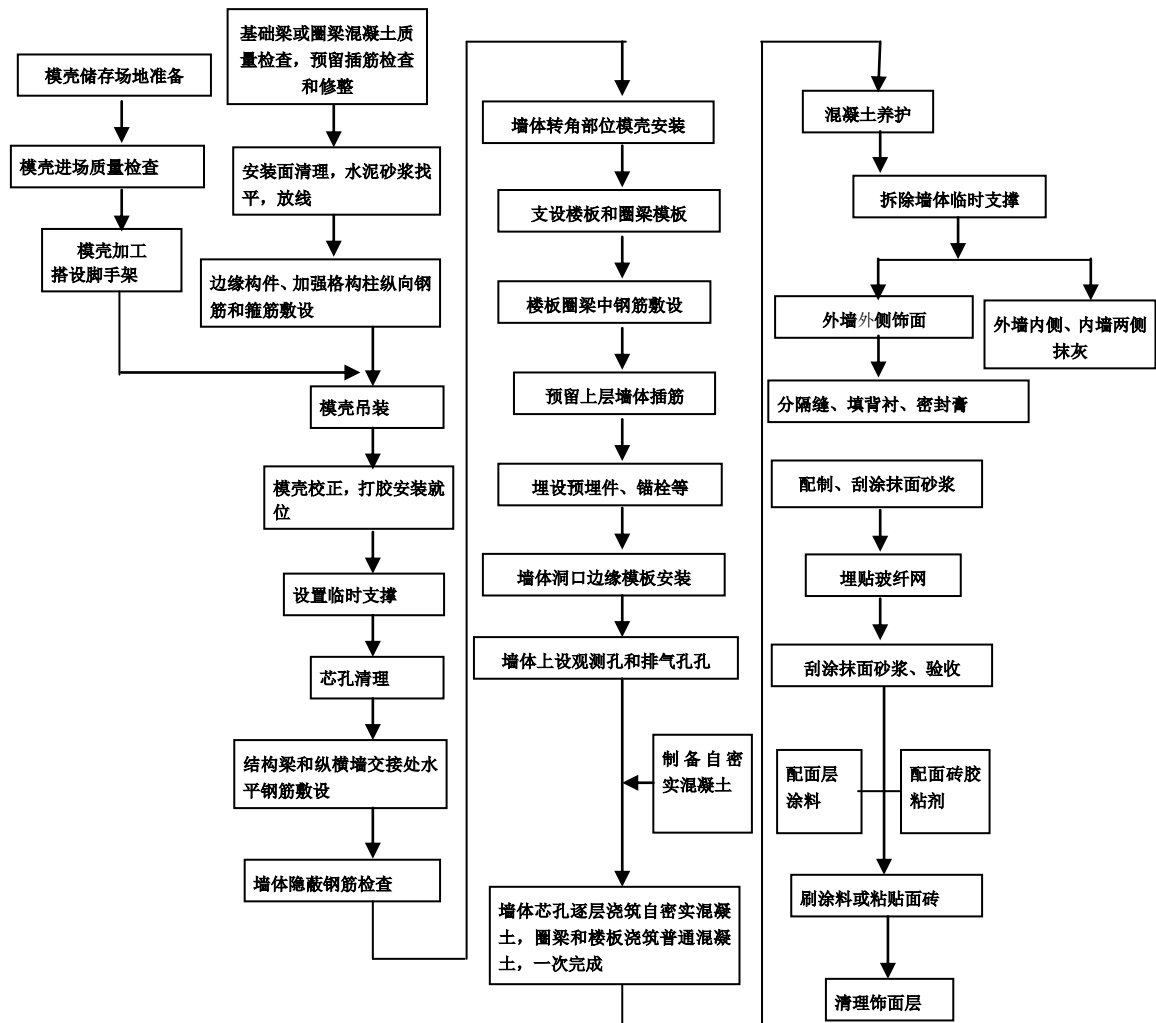 模壳储存场地准备
模壳进场质量检查
模壳加工
搭设脚手架
基础梁或圈梁混凝土质
量检查，预留插筋检查
和修整
安装面清理，水泥砂浆找
平，放线
边缘构件、加强格构柱纵向钢
筋和箍筋敷设
模壳吊装
模壳校正，打胶安装就
位
设置临时支撑
芯孔清理
结构梁和纵横墙交接处水
平钢筋敷设
墙体隐蔽钢筋检查
墙体转角部位模壳安装
支设楼板和圈梁模板
楼板圈梁中钢筋敷设
预留上层墙体插筋
埋设预埋件、锚栓等
墙体洞口边缘模板安装
墙体上设观测孔和排气孔孔
制备自密
实混凝土
墙体芯孔逐层浇筑自密实混凝
土，圈梁和楼板浇筑普通混凝
土，一次完成
混凝土养护
拆除墙体临时支撑
外墙外侧饰面
外墙内侧、内墙两侧
抹灰
分隔缝、填背衬、密封膏
配制、刮涂抹面砂浆
埋贴玻纤网
刮涂抹面砂浆、验收
配面层
涂料
配面砖胶
粘剂
刷涂料或粘贴面砖
清理饰面层